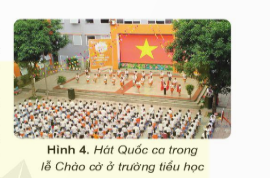 Hình 4. Hát Quốc ca trong
lễ Chào cờ ở trường tiểu học